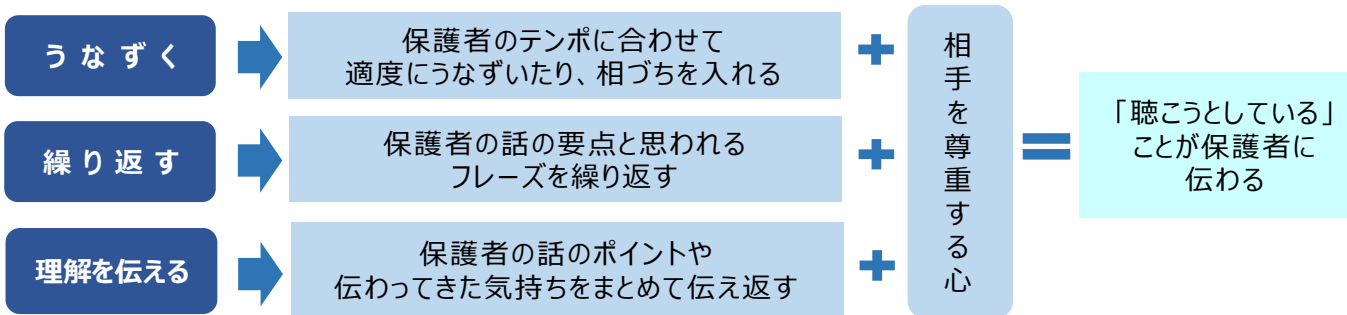 うなずく
保護者のテンポに合わせて
適度にうなずいたり、相づちを入れる
繰り返す
保護者の話の要点と思われる
フレーズを繰り返す
理解を伝える
保護者の話のポイントや
伝わってきた気持ちをまとめて伝え返す
相手を尊重する心
「聴こうとしている」
ことが保護者に
伝わる